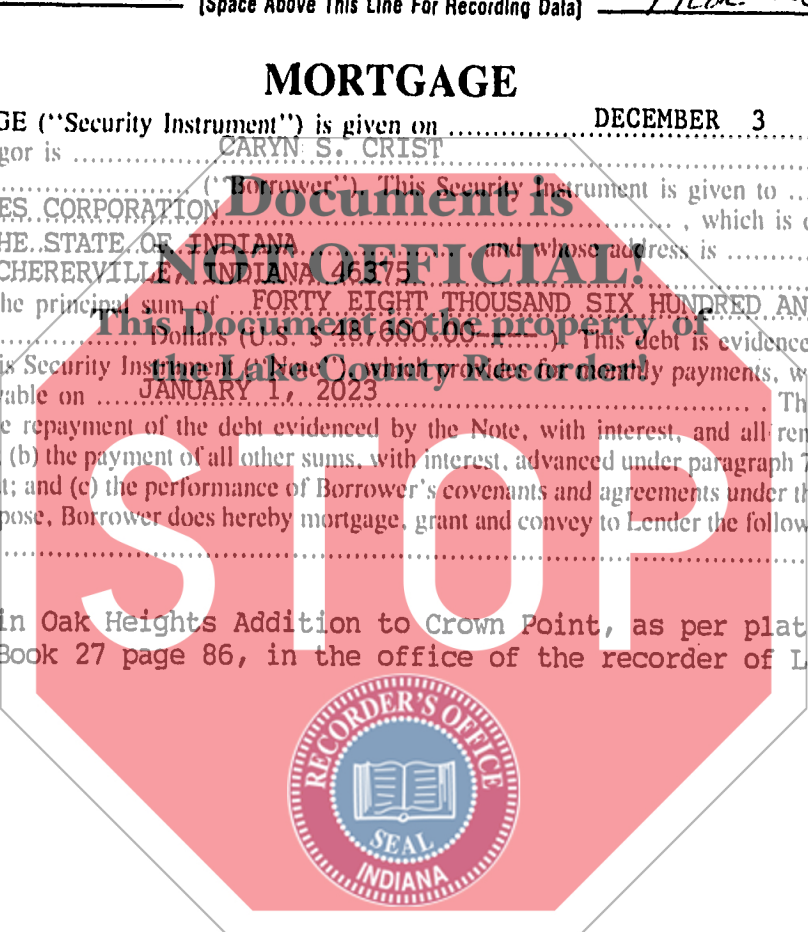 [Space Above This Line For Recording Data]
MORTGAGE
GE ("Security Instrument") is given on DECEMBER 3
gor is CARYN S. CRIST
("Borrower"). This Security Instrument is given to
Document is
ES CORPORATION , which is
HE STATE OF INDIANA , and whose address is
NOT OFFICIAL!
CHERERVILLE, INDIANA 46375
he principal sum of FORTY EIGHT THOUSAND SIX HUNDRED AN
This Document is the property of
Dollars (U.S. $ 48,600.00 ). This debt is evidence
is Security Instrument ("Note"), which provides for monthly payments, w
the Lake County Recorder!
able on JANUARY 1, 2023 . Th
e repayment of the debt evidenced by the Note, with interest, and all ren
(b) the payment of all other sums, with interest, advanced under paragraph 7
t; and (c) the performance of Borrower's covenants and agreements under th
pose, Borrower does hereby mortgage, grant and convey to Lender the follow
STOP
in Oak Heights Addition to Crown Point, as per plat
Book 27 page 86, in the office of the recorder of L
RECORDER'S OFFICE
SEAL
INDIANA